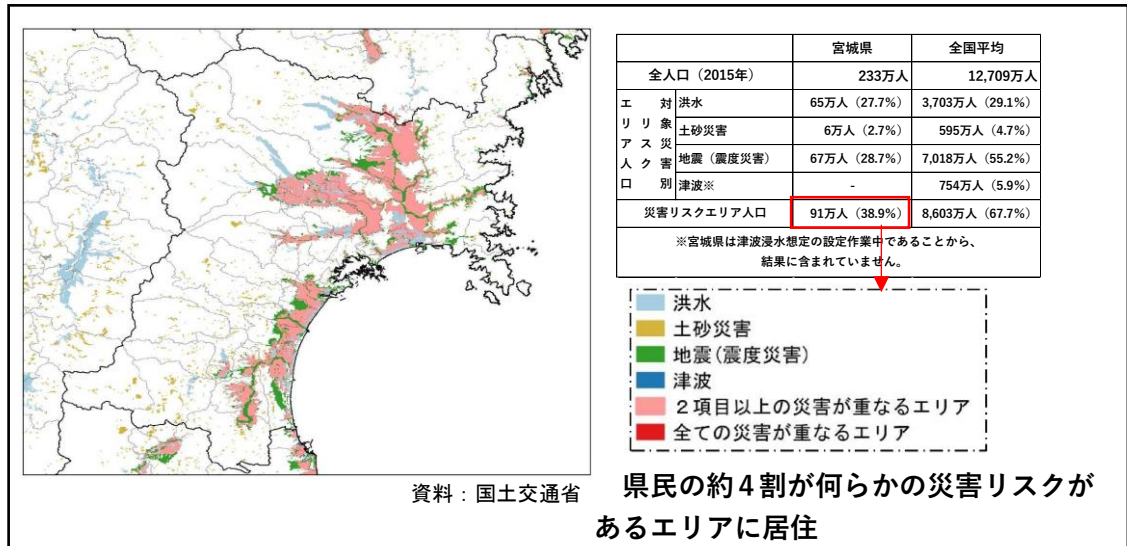 資料：国土交通省
宮城県 全国平均
全人口（2015年） 233万人 12,709万人
対象災害リスクエリア人口別
洪水 65万人（27.7%） 3,703万人（29.1%）
土砂災害 6万人（2.7%） 595万人（4.7%）
地震（震度災害） 67万人（28.7%） 7,018万人（55.2%）
津波※ - 754万人（5.9%）
災害リスクエリア人口 91万人（38.9%） 8,603万人（67.7%）
※宮城県は津波浸水想定の設定作業中であることから、
結果に含まれていません。
洪水
土砂災害
地震(震度災害)
津波
２項目以上の災害が重なるエリア
全ての災害が重なるエリア
県民の約４割が何らかの災害リスクが
あるエリアに居住